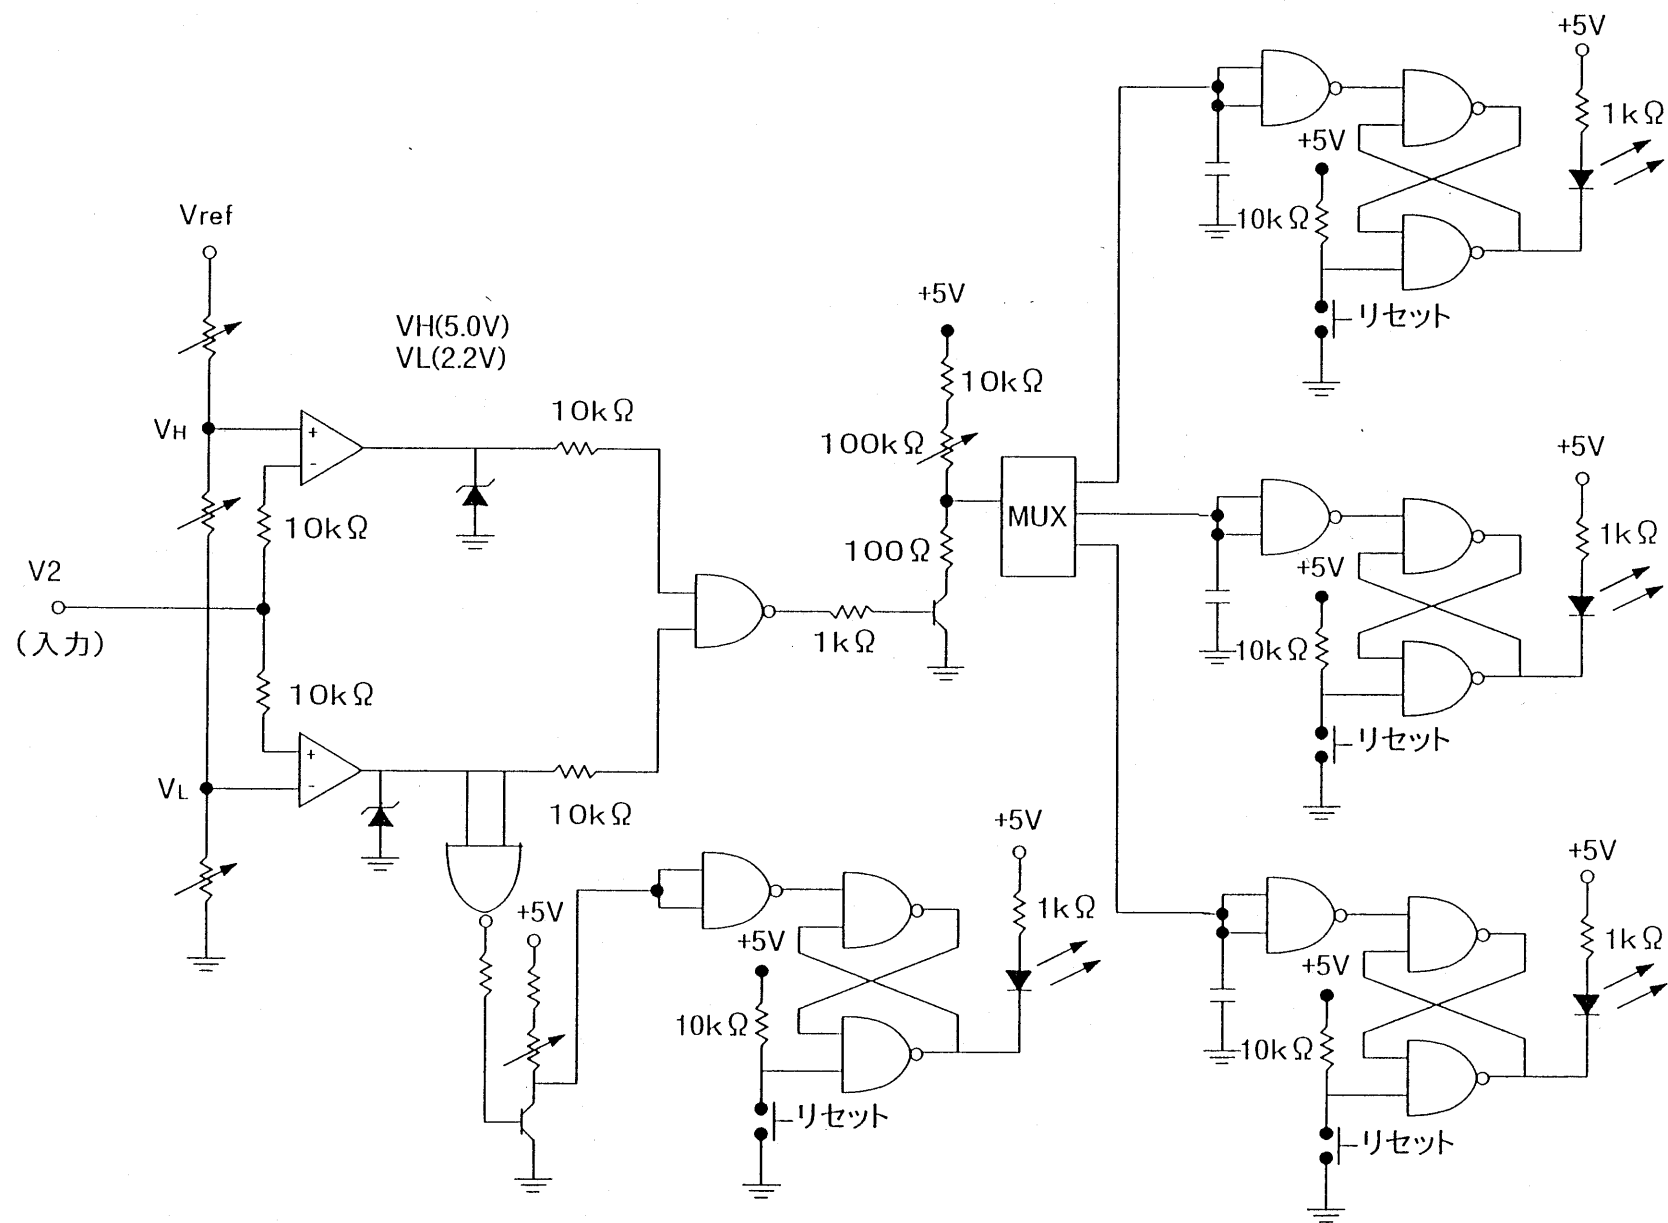 +5V
1kΩ
+5V
10kΩ
リセット
Vref
VH(5.0V)
VL(2.2V)
+5V
10kΩ
100kΩ
100Ω
MUX
VH
+
-
10kΩ
10kΩ
V2
(入力)
10kΩ
1kΩ
VL
+
-
10kΩ
+5V
1kΩ
+5V
10kΩ
リセット
+5V
+5V
1kΩ
+5V
10kΩ
リセット
+5V
1kΩ
+5V
10kΩ
リセット